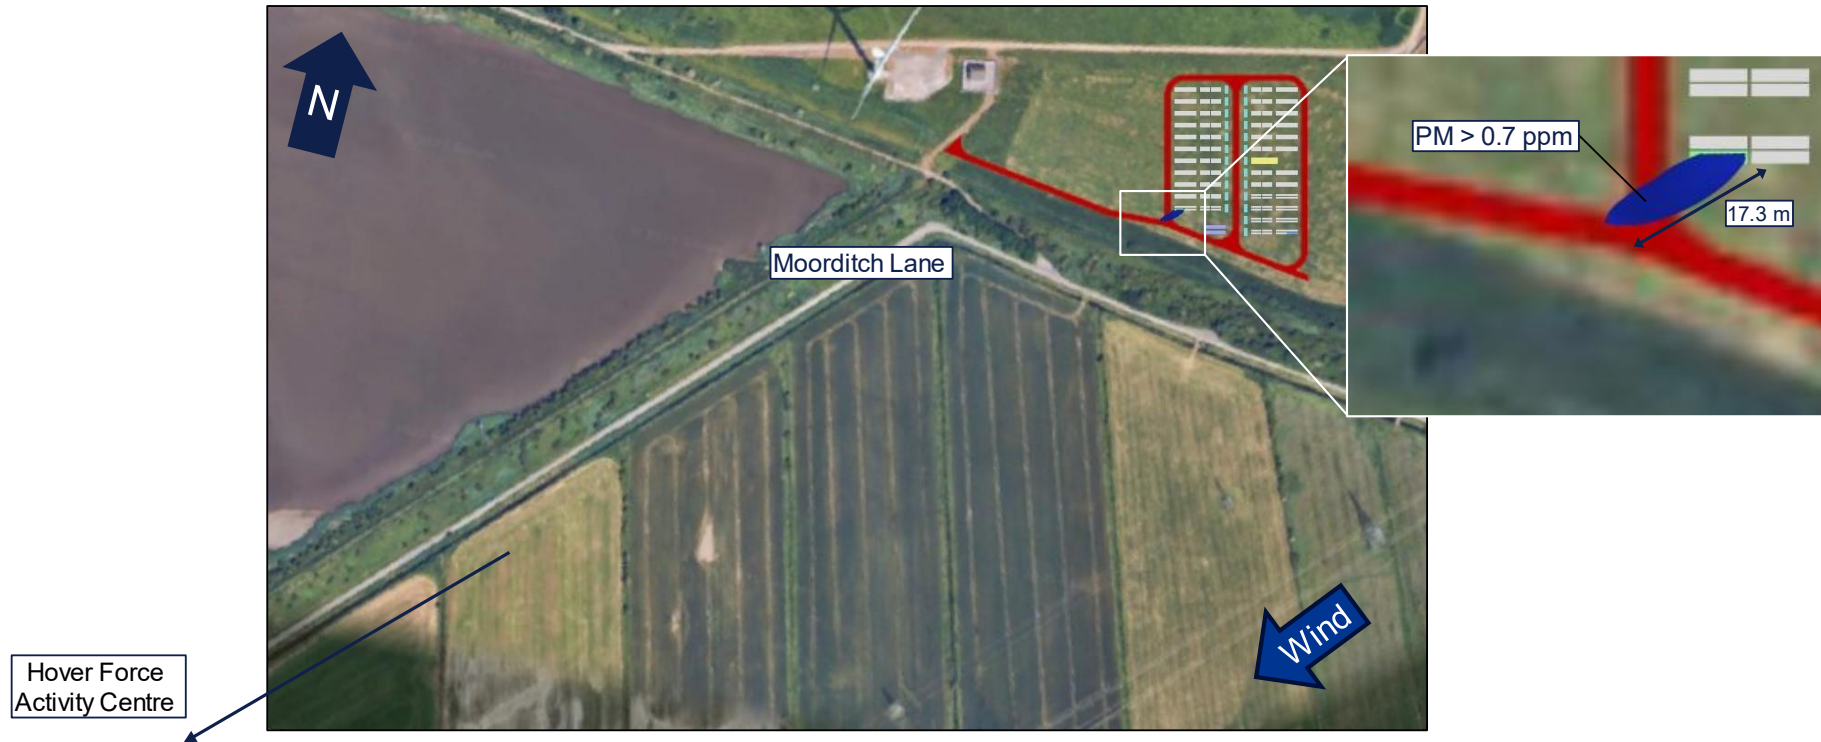 N
PM > 0.7 ppm
17.3 m
Moorditch Lane
Wind
Hover Force
Activity Centre